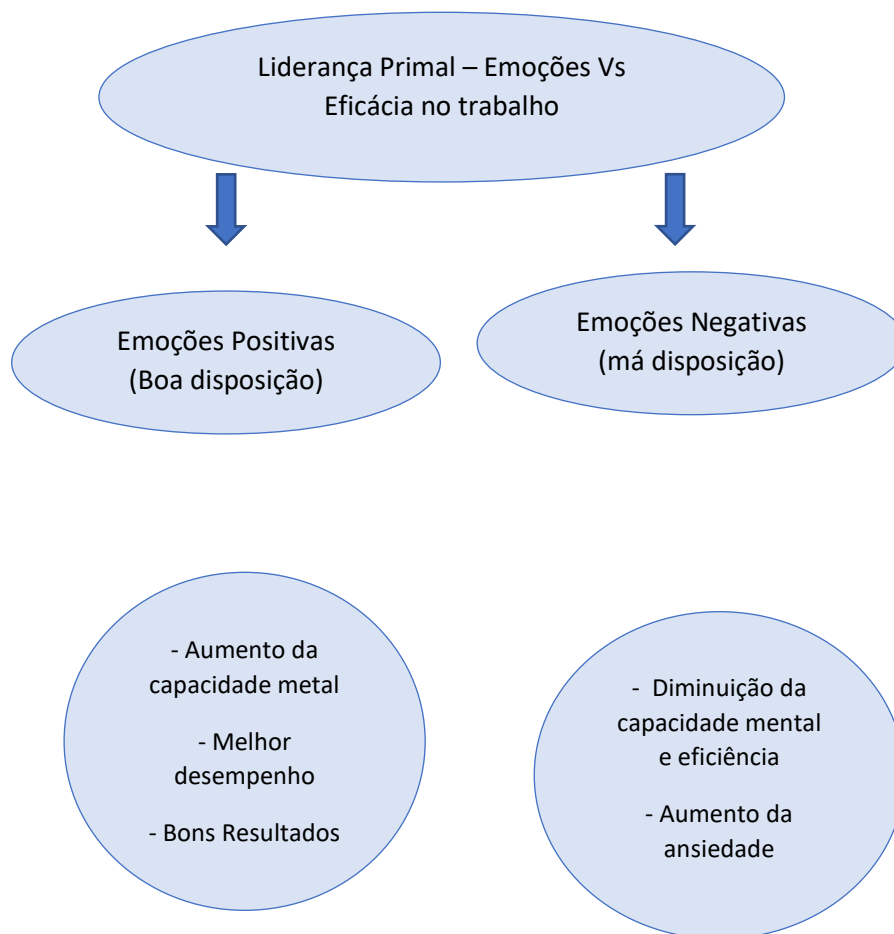 Liderança Primal – Emoções Vs
Eficácia no trabalho
Emoções Positivas
(Boa disposição)
Emoções Negativas
(má disposição)
- Aumento da
capacidade metal
- Melhor
desempenho
- Bons Resultados
- Diminuição da
capacidade mental
e eficiência
- Aumento da
ansiedade